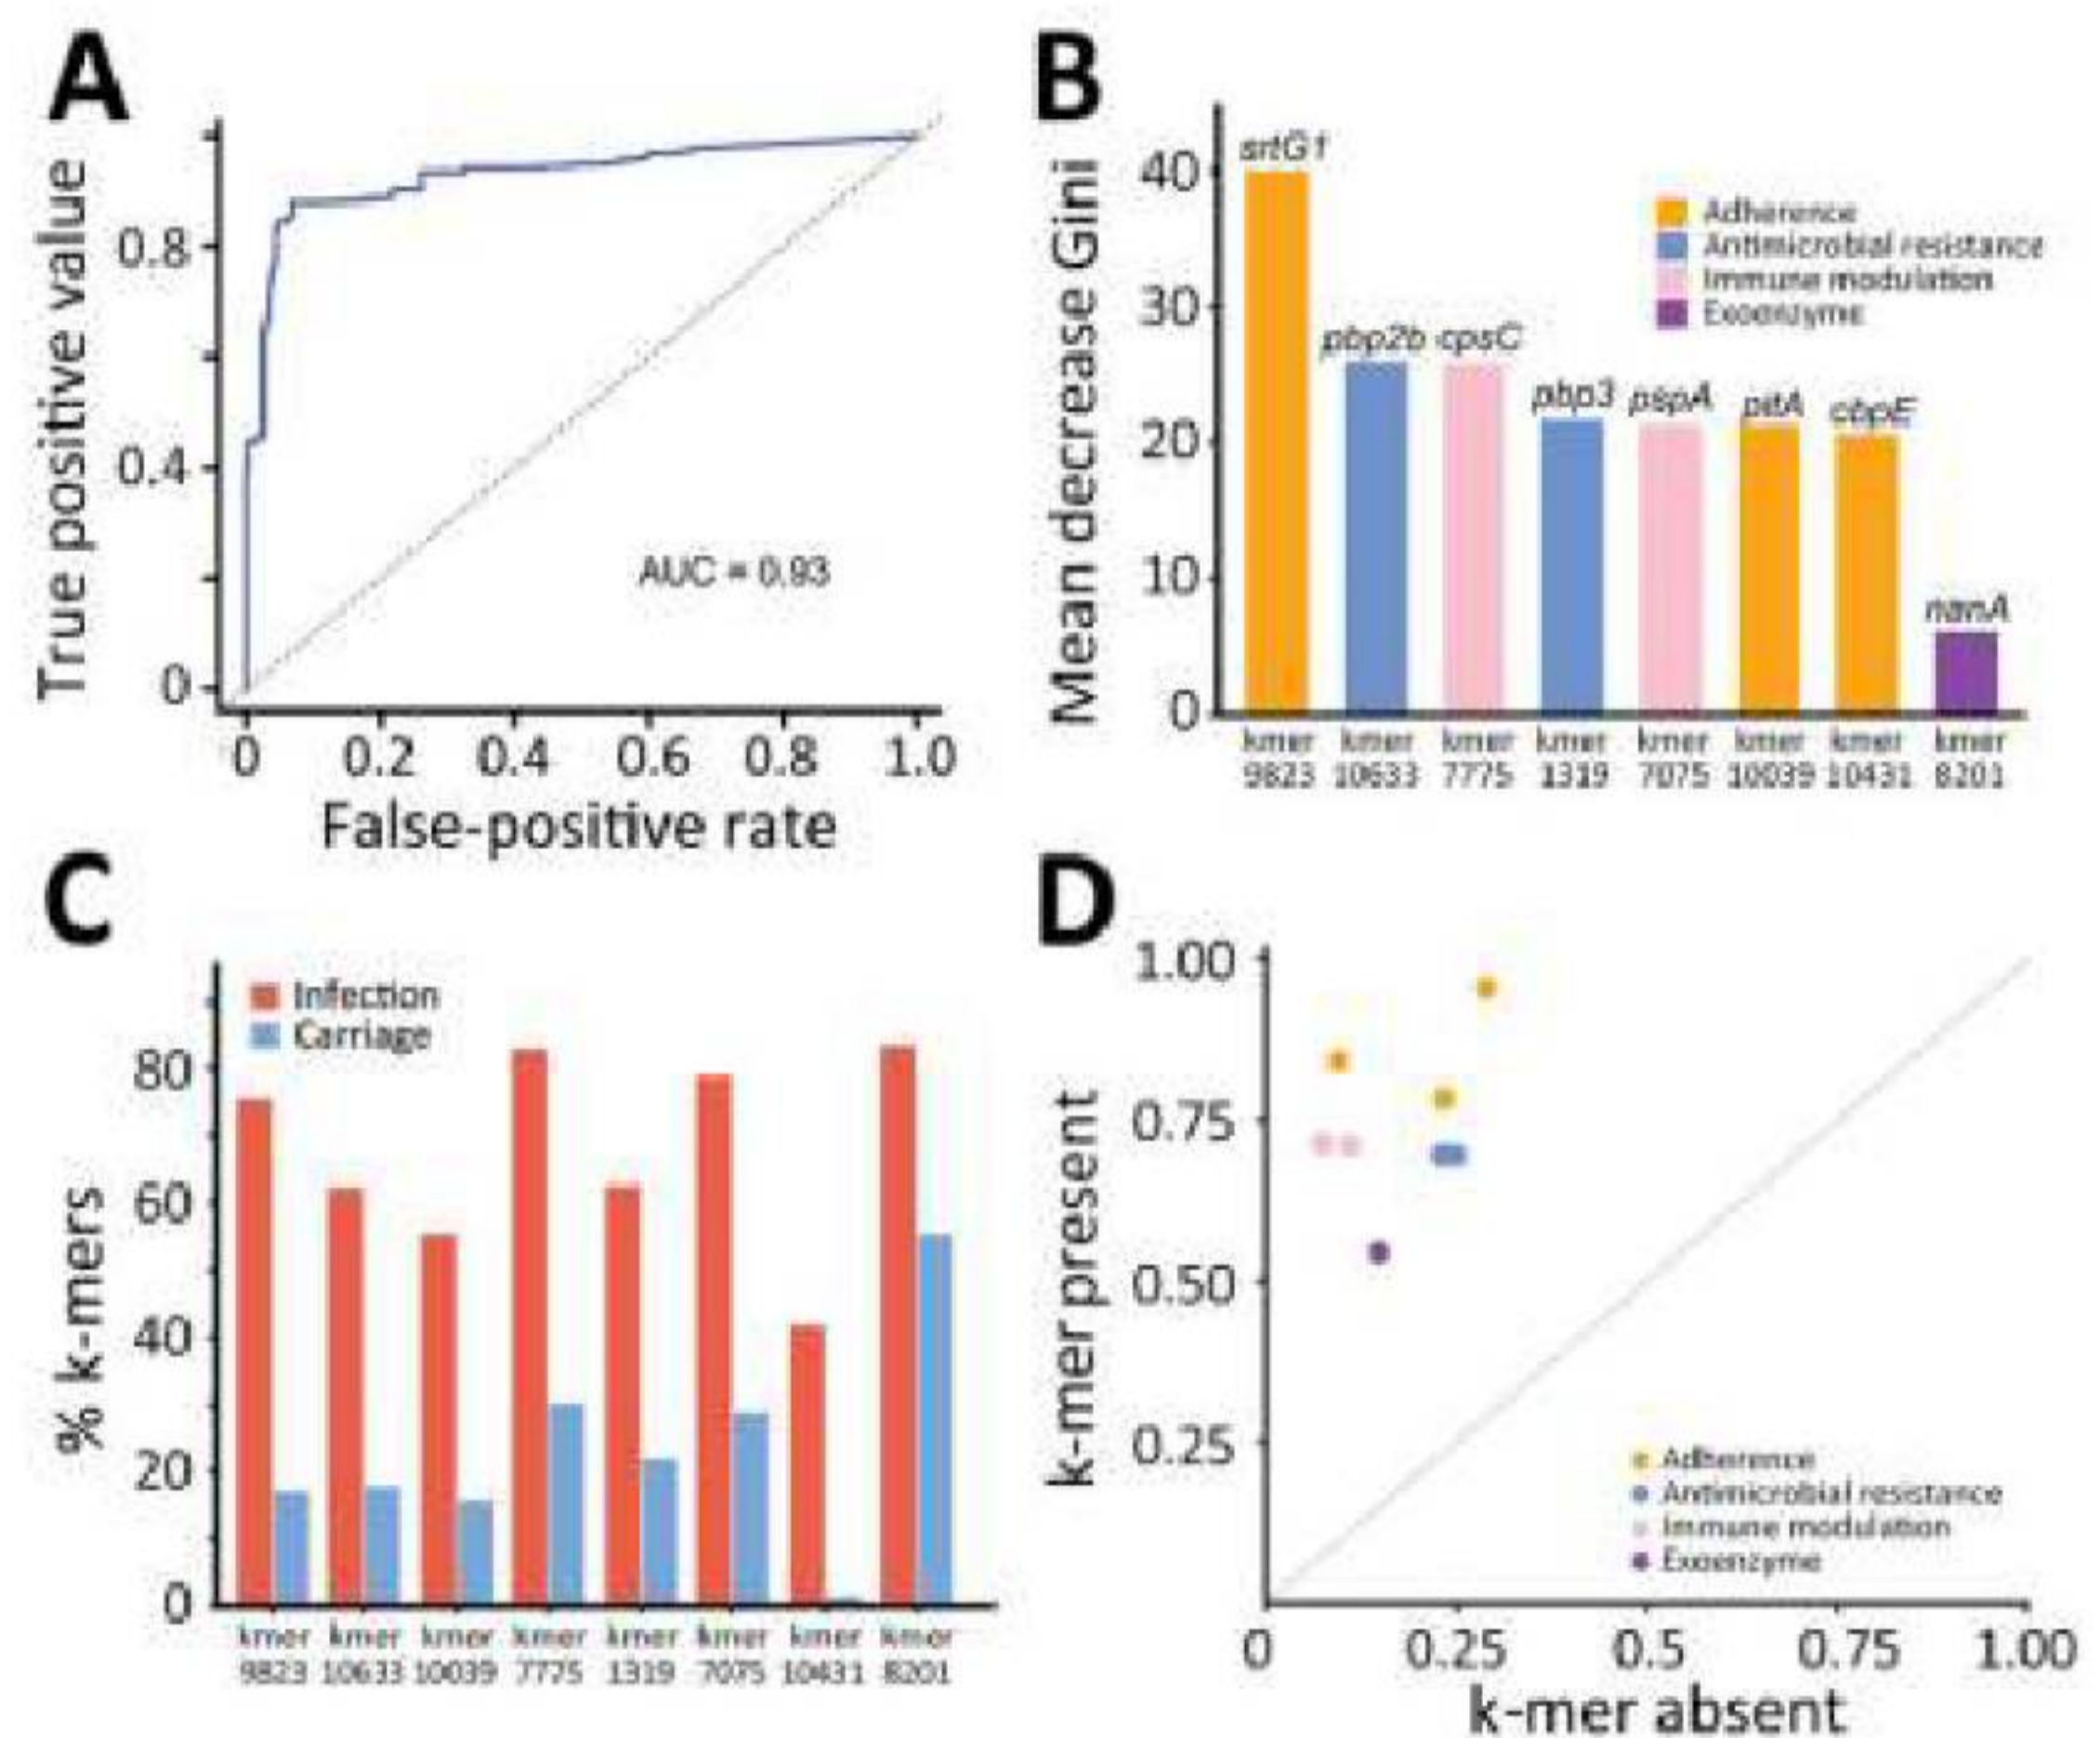 A
True positive value
0.8
0.4
0
0 0.2 0.4 0.6 0.8 1.0
False-positive rate
AUC = 0.93
B
Mean decrease Gini
40
30
20
10
0
srtG1
pbp2b cpsC
pbp3 pspA pitA cbpE
nanA
Adherence
Antimicrobial resistance
Immune modulation
Exoenzyme
kmer kmer kmer kmer kmer kmer kmer kmer
9823 10633 7775 1319 7075 10039 10431 8201
C
% k-mers
80
60
40
20
0
Infection
Carriage
kmer kmer kmer kmer kmer kmer kmer kmer
9823 10633 10039 7775 1319 7075 10431 8201
D
k-mer present
1.00
0.75
0.50
0.25
Adherence
Antimicrobial resistance
Immune modulation
Exoenzyme
0 0.25 0.5 0.75 1.00
k-mer absent